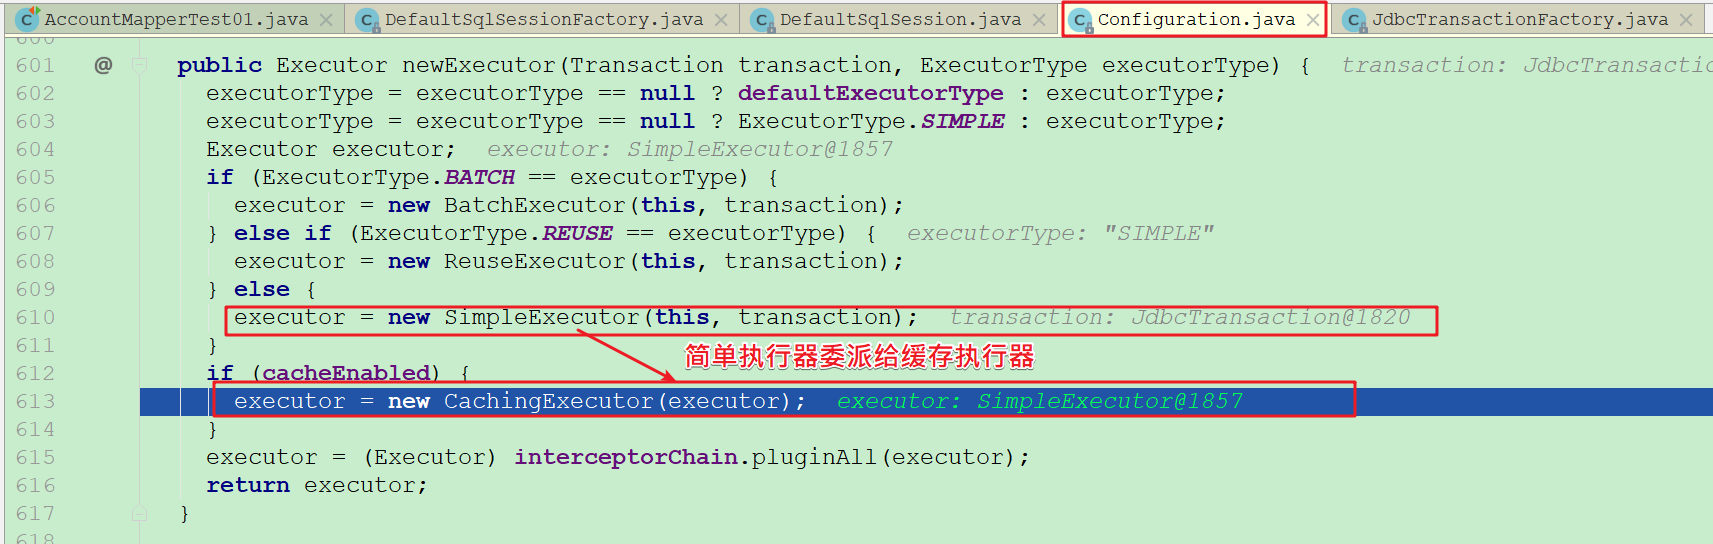 AccountMapperTest01.java DefaultSqlSessionFactory.java DefaultSqlSession.java Configuration.java JdbcTransactionFactory.java
600
601 @ public Executor newExecutor(Transaction transaction, ExecutorType executorType) { transaction: JdbcTransactio
602 executorType = executorType == null ? defaultExecutorType : executorType;
603 executorType = executorType == null ? ExecutorType.SIMPLE : executorType;
604 Executor executor; executor: SimpleExecutor@1857
605 if (ExecutorType.BATCH == executorType) {
606 executor = new BatchExecutor(this, transaction);
607 } else if (ExecutorType.REUSE == executorType) { executorType: "SIMPLE"
608 executor = new ReuseExecutor(this, transaction);
609 } else {
610 executor = new SimpleExecutor(this, transaction); transaction: JdbcTransaction@1820
611 }
简单执行器委派给缓存执行器
612 if (cacheEnabled) {
613 executor = new CachingExecutor(executor); executor: SimpleExecutor@1857
614 }
615 executor = (Executor) interceptorChain.pluginAll(executor);
616 return executor;
617 }
618